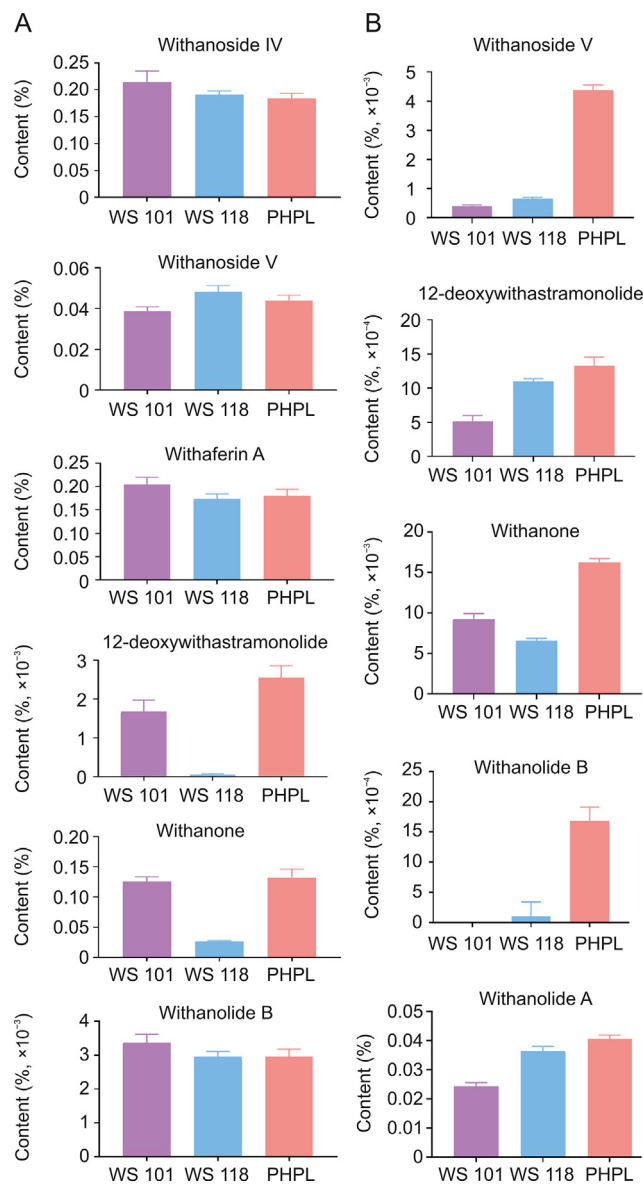 A
Withanoside IV
Content (%)
0.25
0.20
0.15
0.10
0.05
0
WS 101 WS 118 PHPL
Withanoside V
Content (%)
0.06
0.04
0.02
0
WS 101 WS 118 PHPL
Withaferin A
Content (%)
0.25
0.20
0.15
0.10
0.05
0
WS 101 WS 118 PHPL
12-deoxywithastramonolide
Content (%, ×10⁻³)
3
2
1
0
WS 101 WS 118 PHPL
Withanone
Content (%)
0.20
0.15
0.10
0.05
0
WS 101 WS 118 PHPL
Withanolide B
Content (%, ×10⁻³)
4
3
2
1
0
WS 101 WS 118 PHPL
B
Withanoside V
Content (%, ×10⁻³)
5
4
3
2
1
0
WS 101 WS 118 PHPL
12-deoxywithastramonolide
Content (%, ×10⁻⁴)
20
15
10
5
0
WS 101 WS 118 PHPL
Withanone
Content (%, ×10⁻³)
20
15
10
5
0
WS 101 WS 118 PHPL
Withanolide B
Content (%, ×10⁻⁴)
25
20
15
10
5
0
WS 101 WS 118 PHPL
Withanolide A
Content (%)
0.05
0.04
0.03
0.02
0.01
0
WS 101 WS 118 PHPL